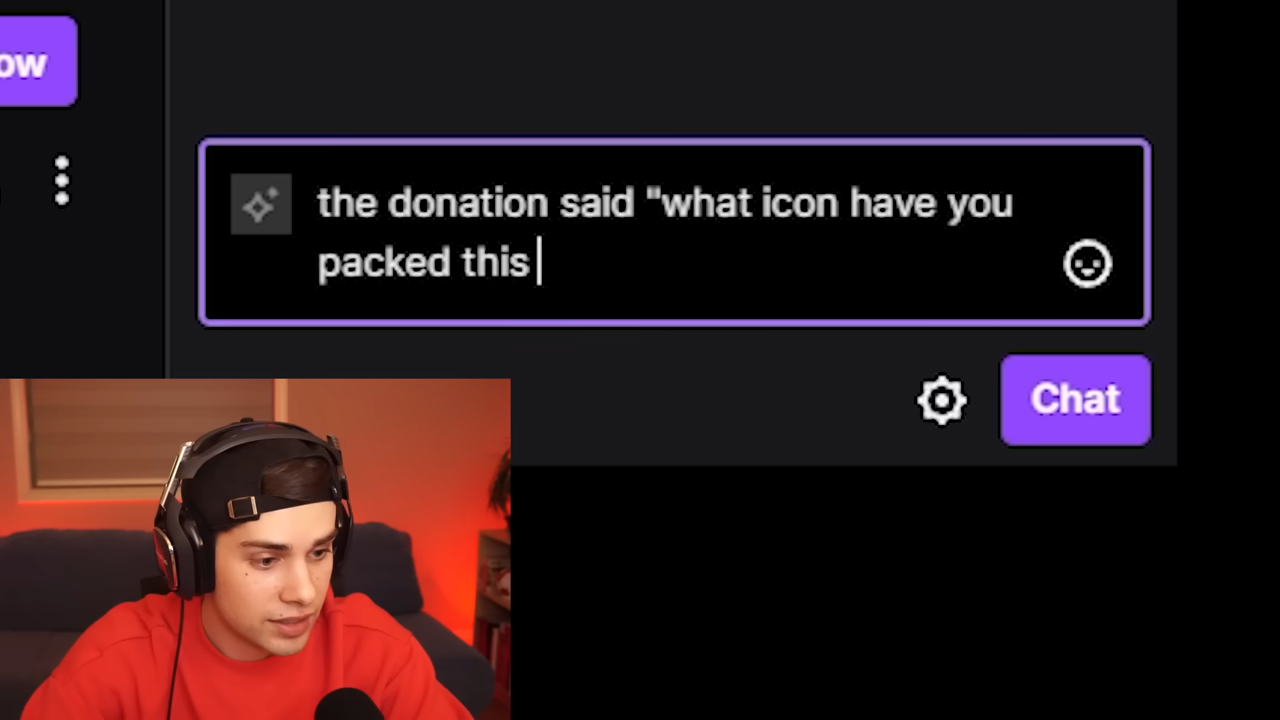 ow
the donation said "what icon have you
packed this
Chat